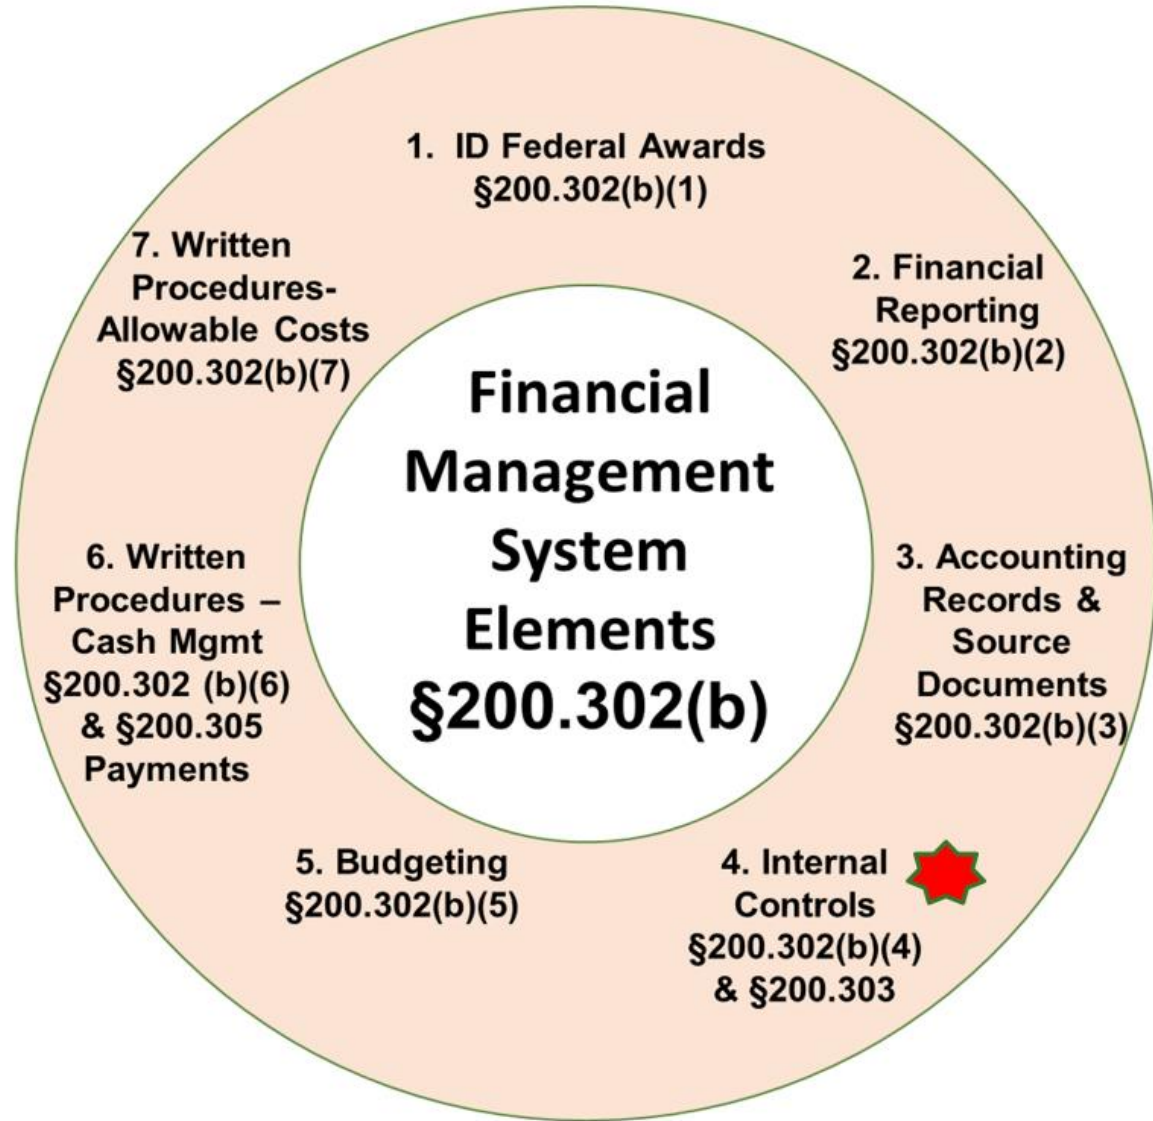 Financial
Management
System
Elements
§200.302(b)
1. ID Federal Awards
§200.302(b)(1)
2. Financial
Reporting
§200.302(b)(2)
3. Accounting
Records &
Source
Documents
§200.302(b)(3)
4. Internal
Controls
§200.302(b)(4)
& §200.303
5. Budgeting
§200.302(b)(5)
6. Written
Procedures –
Cash Mgmt
§200.302 (b)(6)
& §200.305
Payments
7. Written
Procedures-
Allowable Costs
§200.302(b)(7)